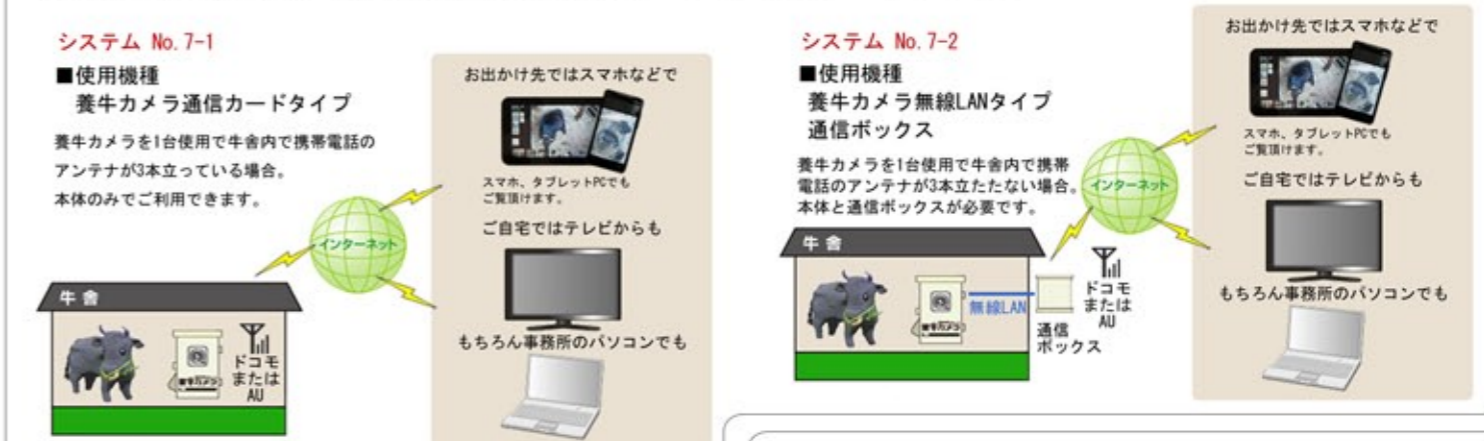 システム No.7-1
■使用機種
養牛カメラ通信カードタイプ
養牛カメラを1台使用で牛舎内で携帯電話の
アンテナが3本立っている場合。
本体のみでご利用できます。
インターネット
牛舎
養牛カメラ
ドコモ
または
AU
お出かけ先ではスマホなどで
スマホ、タブレットPCでも
ご覧頂けます。
ご自宅ではテレビからも
もちろん事務所のパソコンでも
システム No.7-2
■使用機種
養牛カメラ無線LANタイプ
通信ボックス
養牛カメラを1台使用で牛舎内で携帯
電話のアンテナが3本立たない場合。
本体と通信ボックスが必要です。
インターネット
牛舎
養牛カメラ
無線LAN
通信
ボックス
ドコモ
または
AU
お出かけ先ではスマホなどで
スマホ、タブレットPCでも
ご覧頂けます。
ご自宅ではテレビからも
もちろん事務所のパソコンでも